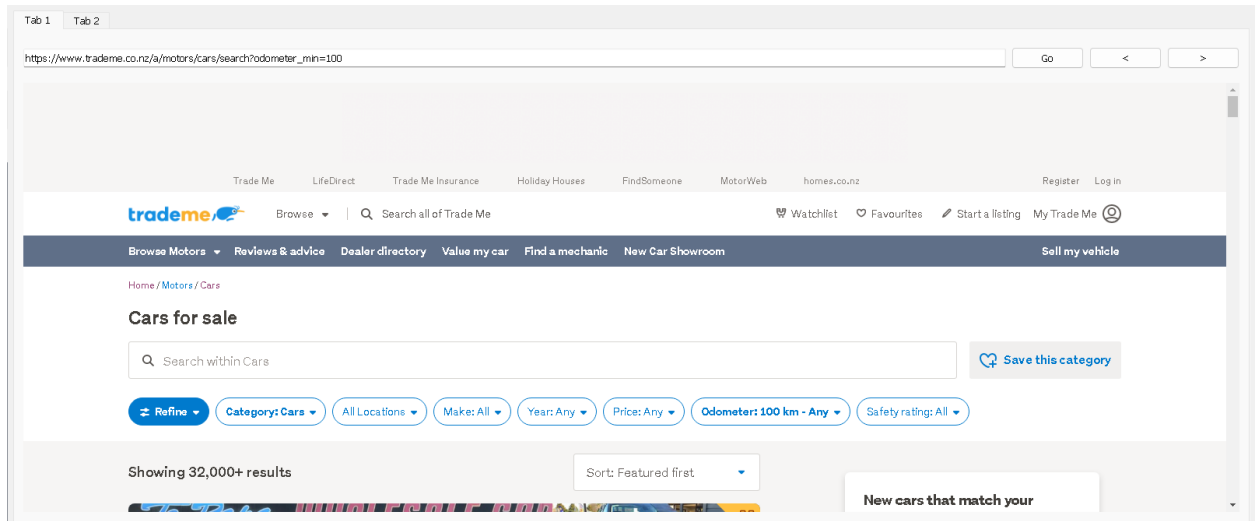 Tab 1 Tab 2
https://www.trademe.co.nz/a/motors/cars/search?odometer_min=100 Go < >
Trade Me LifeDirect Trade Me Insurance Holiday Houses FindSomeone MotorWeb homes.co.nz Register Log in
trademe Browse Search all of Trade Me Watchlist Favourites Start a listing My Trade Me
Browse Motors Reviews & advice Dealer directory Value my car Find a mechanic New Car Showroom Sell my vehicle
Home / Motors / Cars
Cars for sale
Search within Cars Save this category
Refine Category: Cars All Locations Make: All Year: Any Price: Any Odometer: 100 km - Any Safety rating: All
Showing 32,000+ results Sort: Featured first
New cars that match your